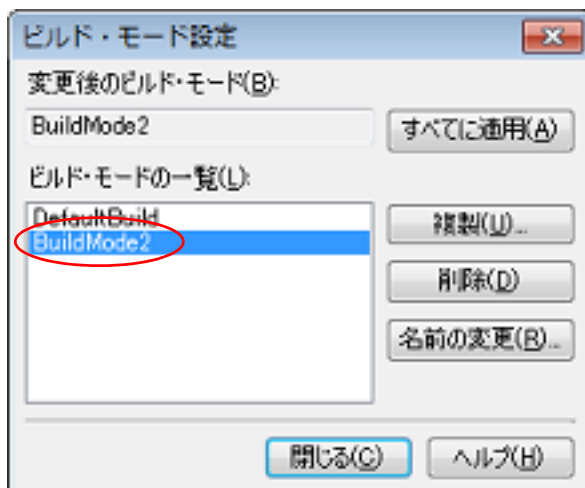 ビルド・モード設定
変更後のビルド・モード(B):
BuildMode2
すべてに適用(A)
ビルド・モードの一覧(L):
DefaultBuild
BuildMode2
複製(U)...
削除(D)
名前の変更(R)...
閉じる(C)
ヘルプ(H)